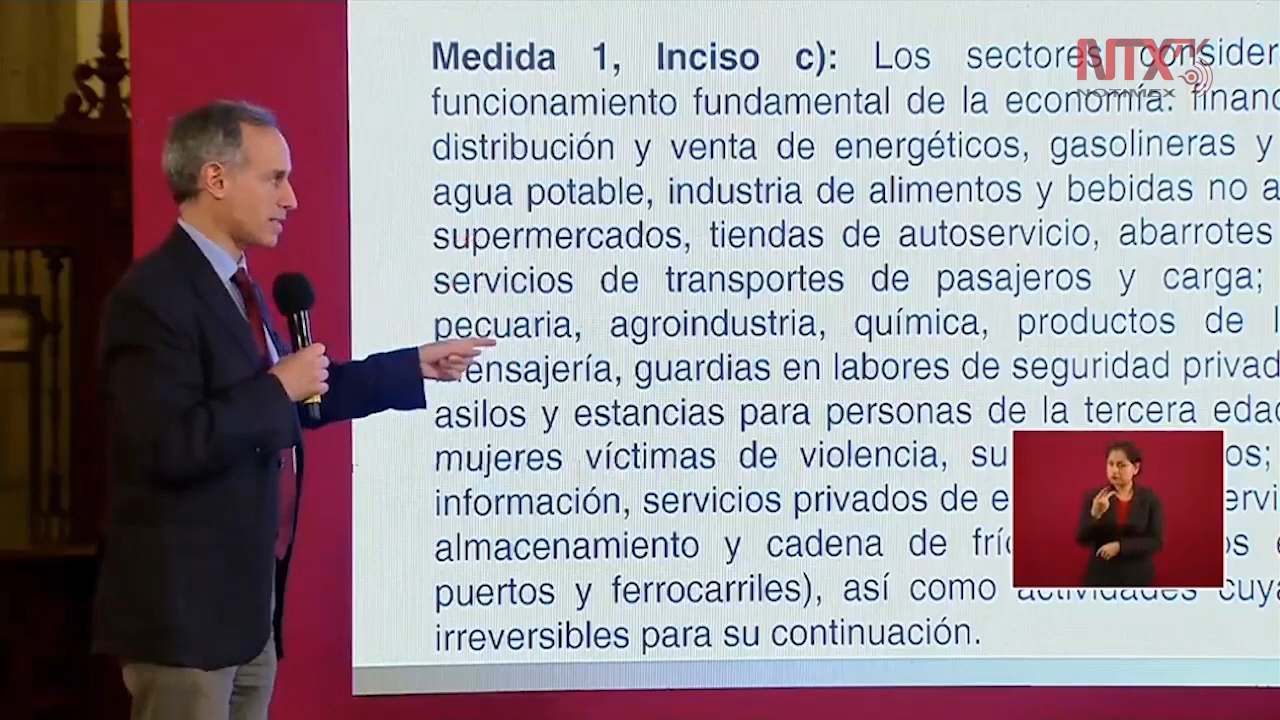 NTX
NOTIMEX
Medida 1, Inciso c): Los sectores
funcionamiento fundamental de la economía:
distribución y venta de energéticos, gasolineras y
agua potable, industria de alimentos y bebidas no
supermercados, tiendas de autoservicio, abarrotes
servicios de transportes de pasajeros y carga;
pecuaria, agroindustria, química, productos de
mensajería, guardias en labores de seguridad
asilos y estancias para personas de la tercera
mujeres víctimas de violencia,
información, servicios privados de
almacenamiento y cadena de
puertos y ferrocarriles), así como actividades
irreversibles para su continuación.